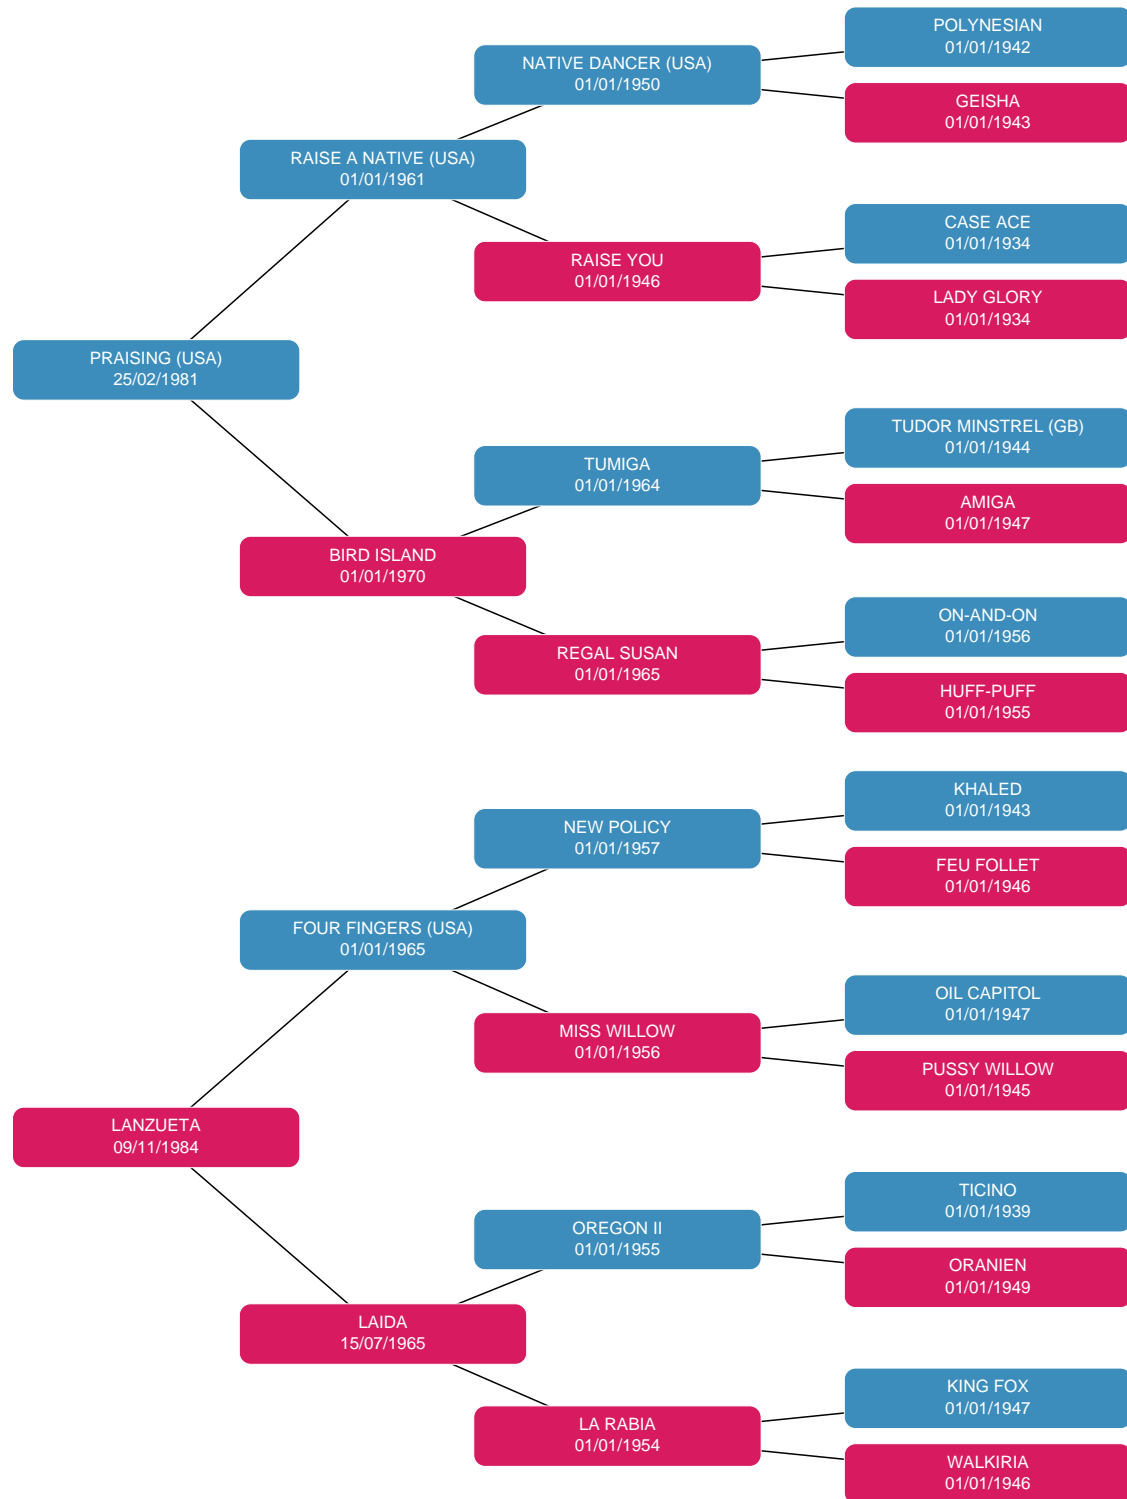 POLYNESIAN
01/01/1942
NATIVE DANCER (USA)
01/01/1950
GEISHA
01/01/1943
RAISE A NATIVE (USA)
01/01/1961
CASE ACE
01/01/1934
RAISE YOU
01/01/1946
LADY GLORY
01/01/1934
PRAISING (USA)
25/02/1981
TUDOR MINSTREL (GB)
01/01/1944
TUMIGA
01/01/1964
AMIGA
01/01/1947
BIRD ISLAND
01/01/1970
ON-AND-ON
01/01/1956
REGAL SUSAN
01/01/1965
HUFF-PUFF
01/01/1955
KHALED
01/01/1943
NEW POLICY
01/01/1957
FEU FOLLET
01/01/1946
FOUR FINGERS (USA)
01/01/1965
OIL CAPITOL
01/01/1947
MISS WILLOW
01/01/1956
PUSSY WILLOW
01/01/1945
LANZUETA
09/11/1984
TICINO
01/01/1939
OREGON II
01/01/1955
ORANIEN
01/01/1949
LAIDA
15/07/1965
KING FOX
01/01/1947
LA RABIA
01/01/1954
WALKIRIA
01/01/1946